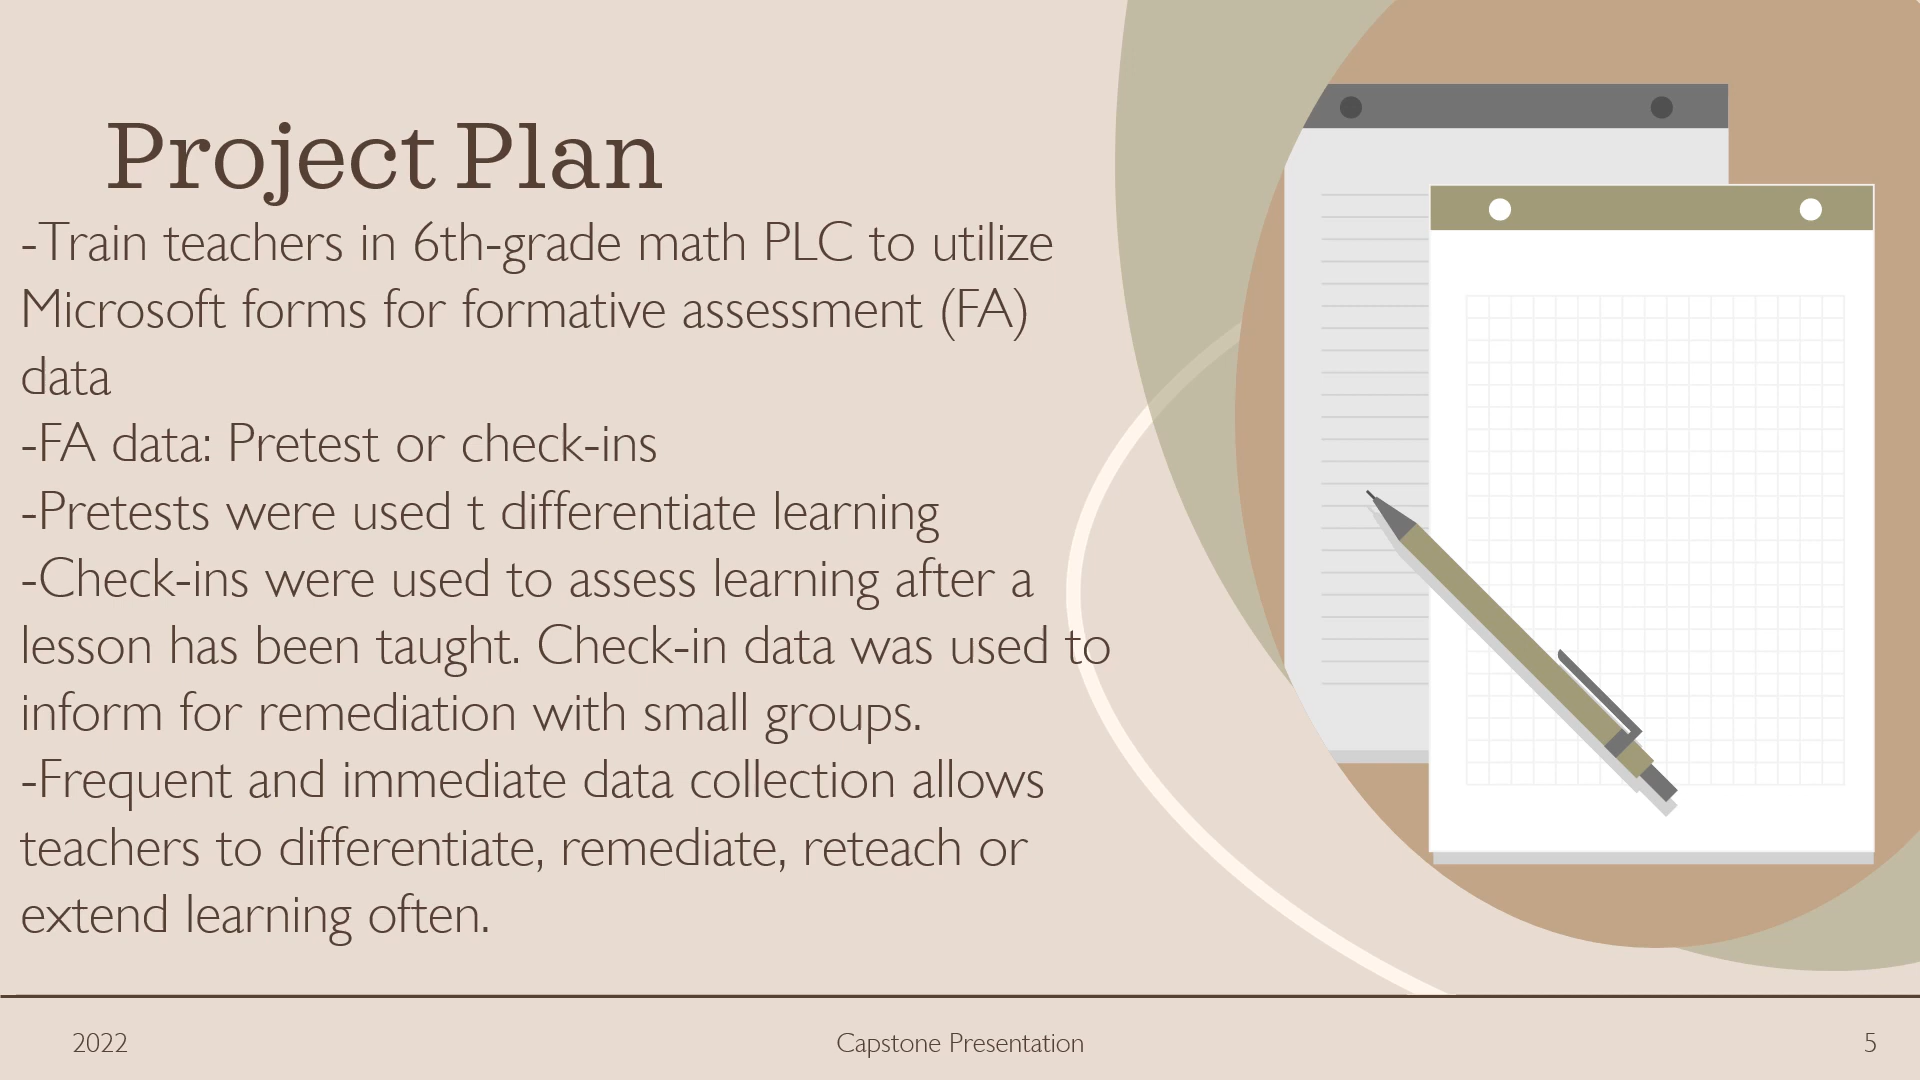 Project Plan
-Train teachers in 6th-grade math PLC to utilize
Microsoft forms for formative assessment (FA)
data
-FA data: Pretest or check-ins
-Pretests were used t differentiate learning
-Check-ins were used to assess learning after a
lesson has been taught. Check-in data was used to
inform for remediation with small groups.
-Frequent and immediate data collection allows
teachers to differentiate, remediate, reteach or
extend learning often.
2022
Capstone Presentation
5